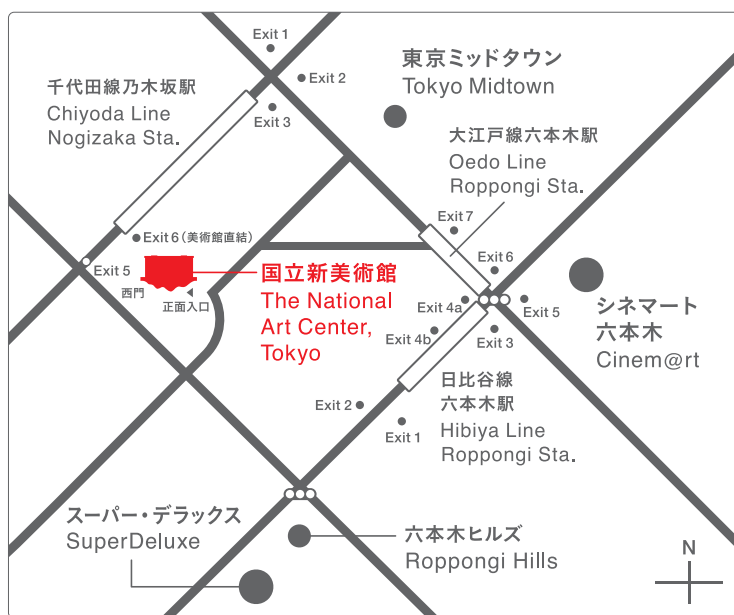 Exit 1
Exit 2
Exit 3
東京ミッドタウン
Tokyo Midtown
千代田線乃木坂駅
Chiyoda Line
Nogizaka Sta.
大江戸線六本木駅
Oedo Line
Roppongi Sta.
Exit 7
Exit 6(美術館直結)
Exit 5
西門
正面入口
国立新美術館
The National
Art Center,
Tokyo
Exit 6
Exit 4a
Exit 5
Exit 4b
Exit 3
シネマート
六本木
Cinem@rt
日比谷線
六本木駅
Hibiya Line
Roppongi Sta.
Exit 2
Exit 1
スーパー・デラックス
SuperDeluxe
六本木ヒルズ
Roppongi Hills
N